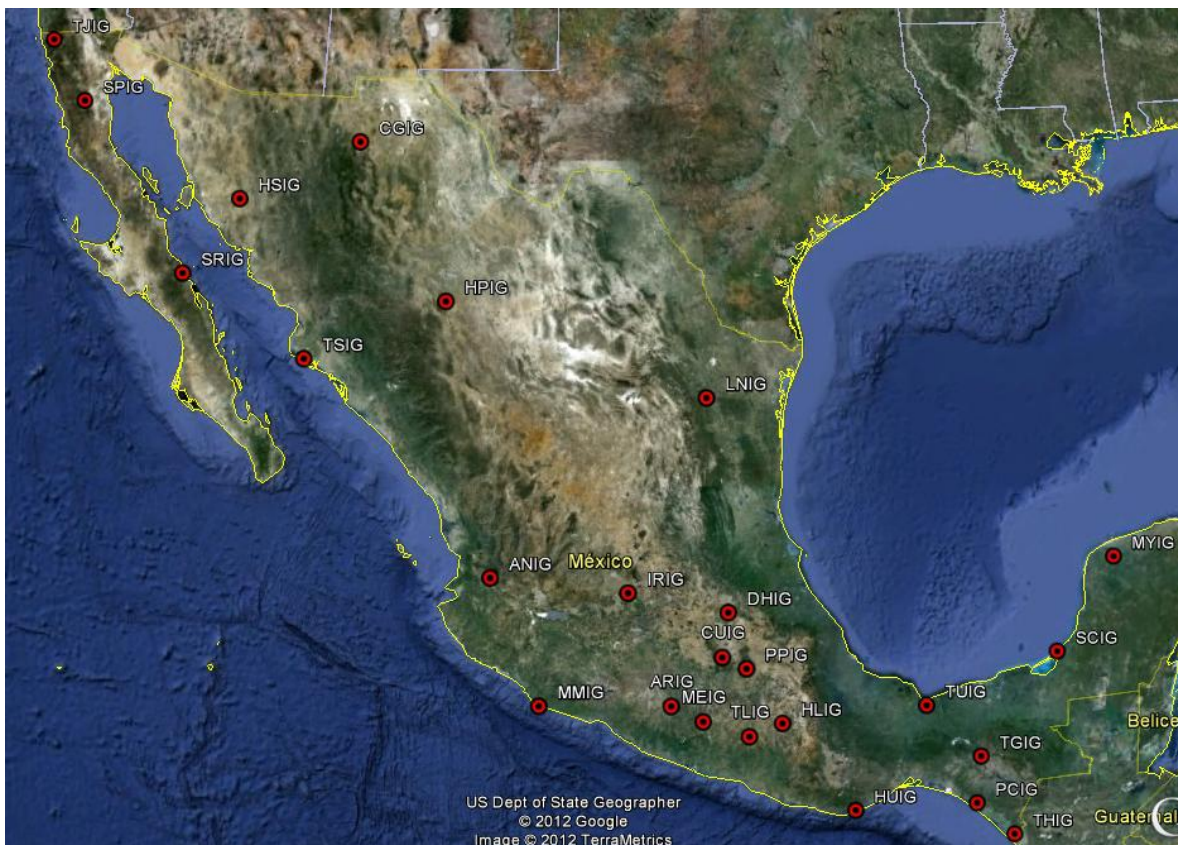 TJIG
SPIG
CGIG
HSIG
SRIG
HPIG
TSIG
LNIG
MYIG
ANIG
México
IRIG
DHIG
CUIG
SCIG
PPIG
ARIG
MMIG
MEIG
TUIG
TLIG
HLIG
Belice
TGIG
US Dept of State Geographer
HUIG
PCIG
© 2012 Google
Guatemal
THIG
Image © 2012 TerraMetrics